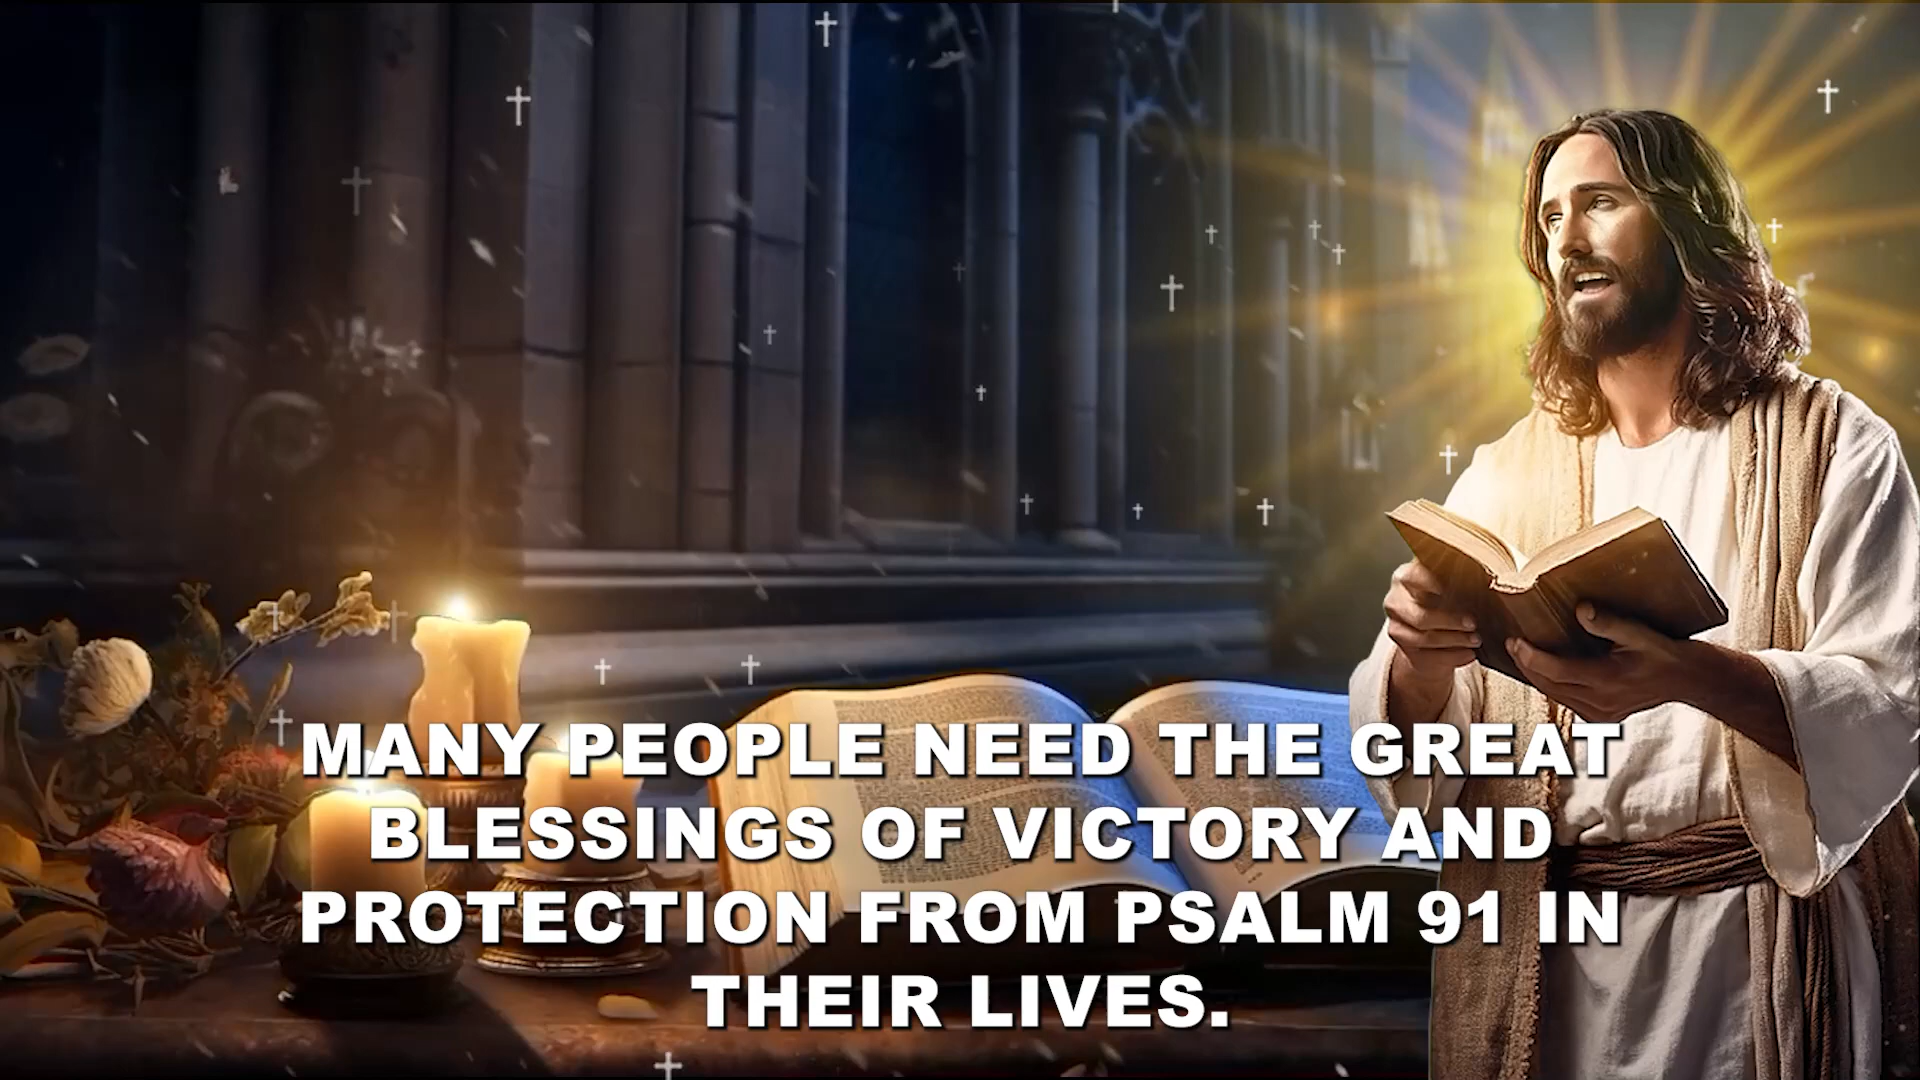 MANY PEOPLE NEED THE GREAT
BLESSINGS OF VICTORY AND
PROTECTION FROM PSALM 91 IN
THEIR LIVES.